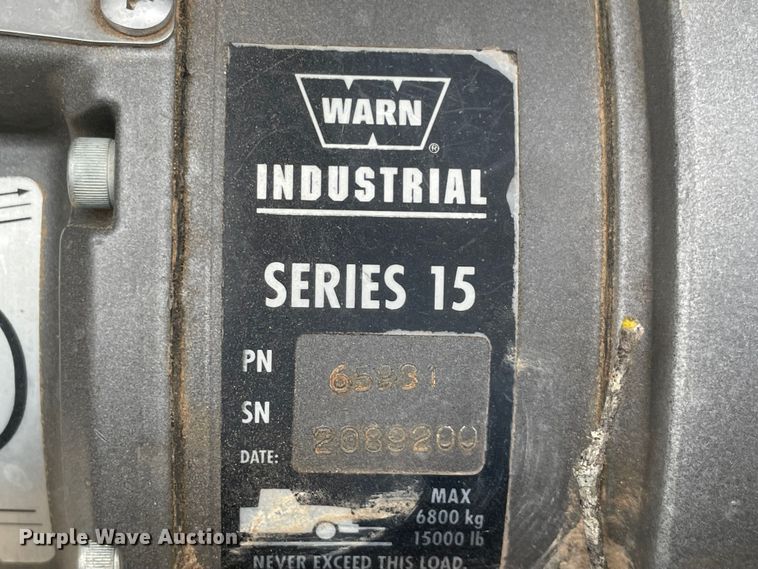 WARN
®
INDUSTRIAL
SERIES 15
PN 65931
SN 2089200
DATE:
MAX
6800 kg
15000 lb
NEVER EXCEED THIS LOAD.
Purple Wave Auction